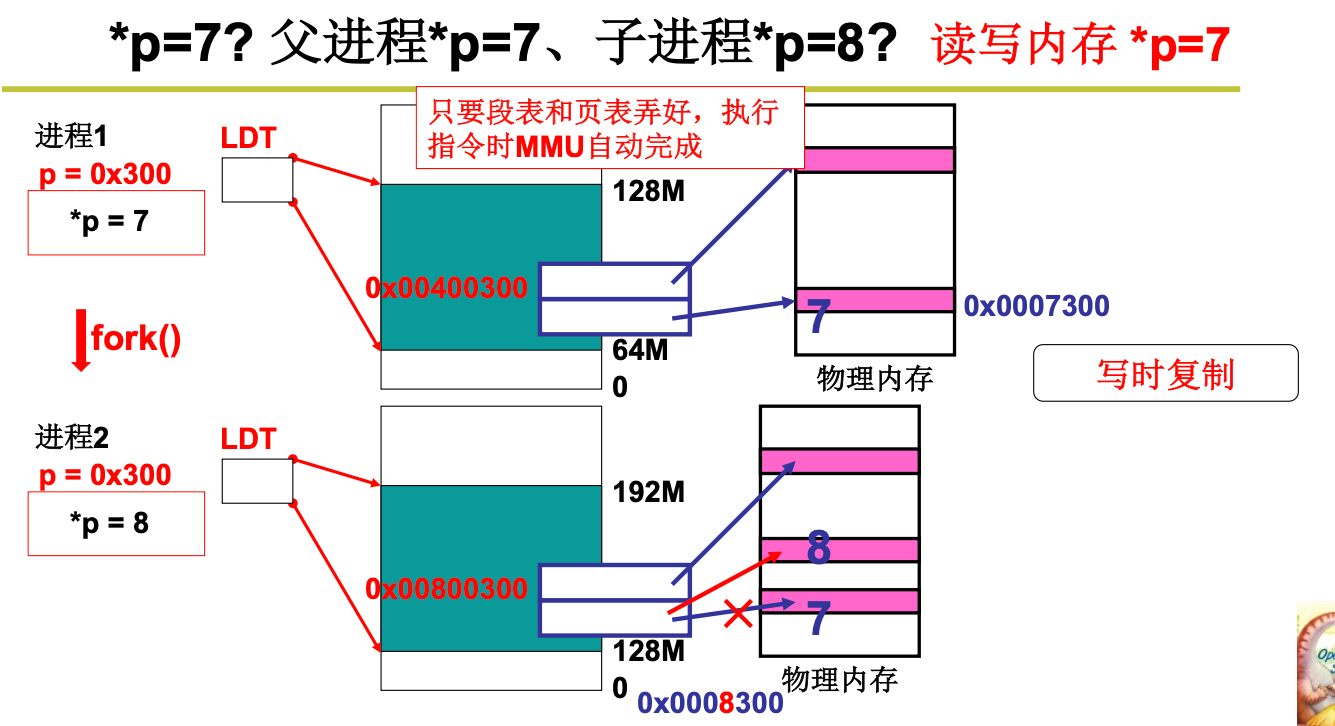 *p=7? 父进程*p=7、子进程*p=8? 读写内存 *p=7
只要段表和页表弄好，执行
指令时MMU自动完成
进程1
p = 0x300
*p = 7
LDT
128M
0x00400300
64M
0
7
0x0007300
物理内存
fork()
写时复制
进程2
p = 0x300
*p = 8
LDT
192M
0x00800300
128M
0
8
7
物理内存
0x0008300